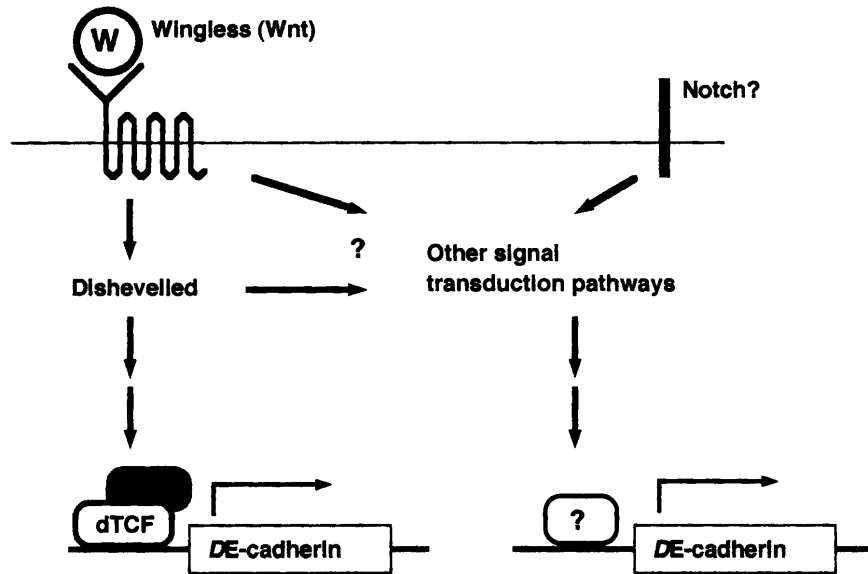 W
Wingless (Wnt)
Notch?
?
Other signal
transduction pathways
Dishevelled
dTCF
DE-cadherin
?
DE-cadherin